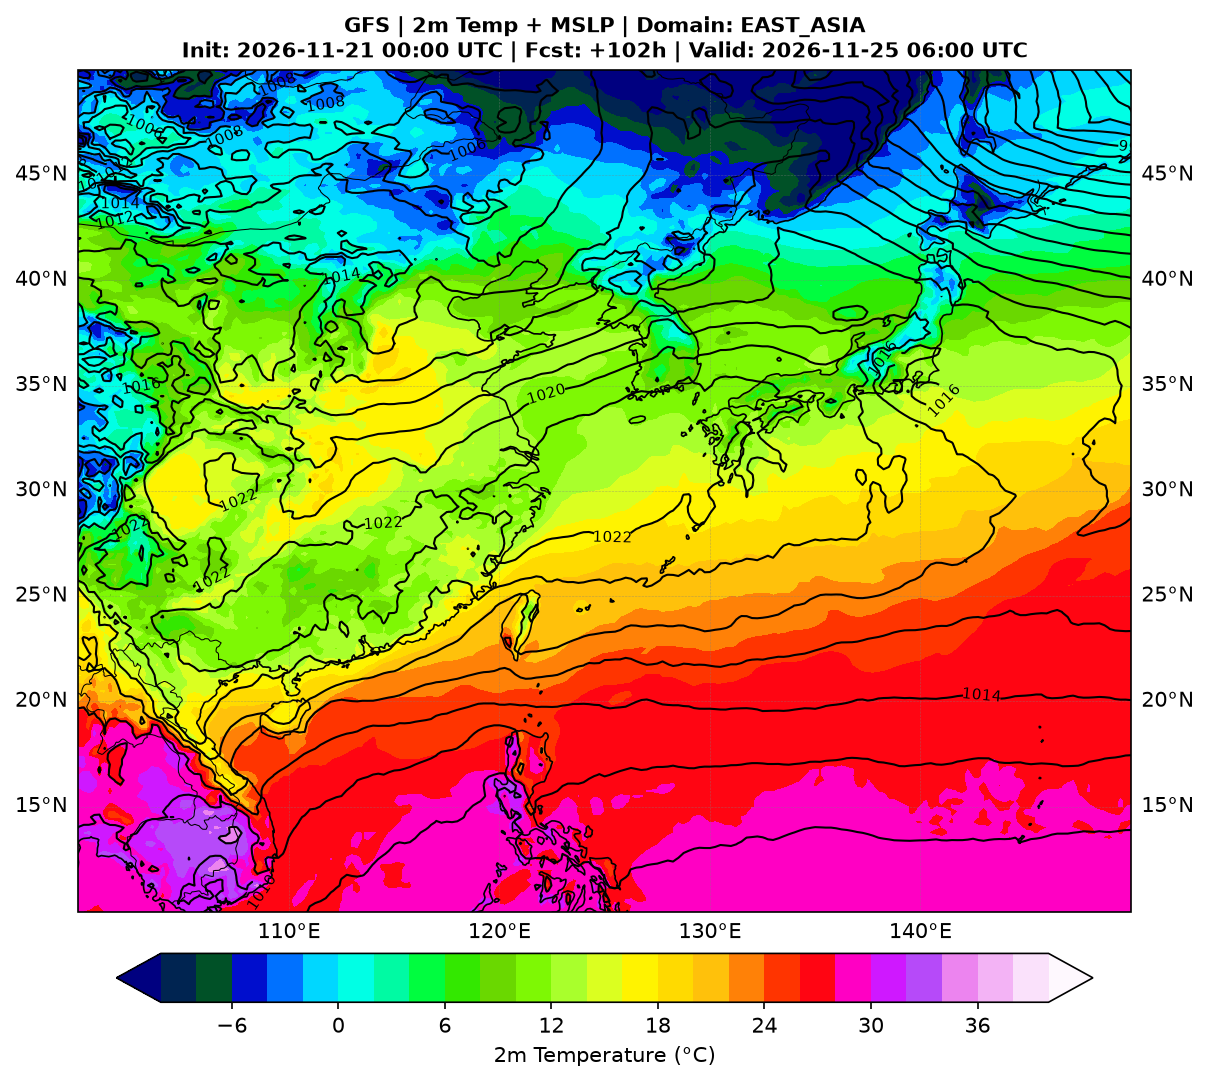 GFS | 2m Temp + MSLP | Domain: EAST_ASIA
Init: 2026-11-21 00:00 UTC | Fcst: +102h | Valid: 2026-11-25 06:00 UTC
1008
1008
1006
1008
1006
1014
1012
1014
45°N
45°N
40°N
40°N
1016
1016
1020
1016
35°N
35°N
1022
1022
1022
1022
30°N
30°N
1022
25°N
25°N
1014
20°N
20°N
15°N
15°N
1010
110°E
120°E
130°E
140°E
−6
0
6
12
18
24
30
36
2m Temperature (°C)